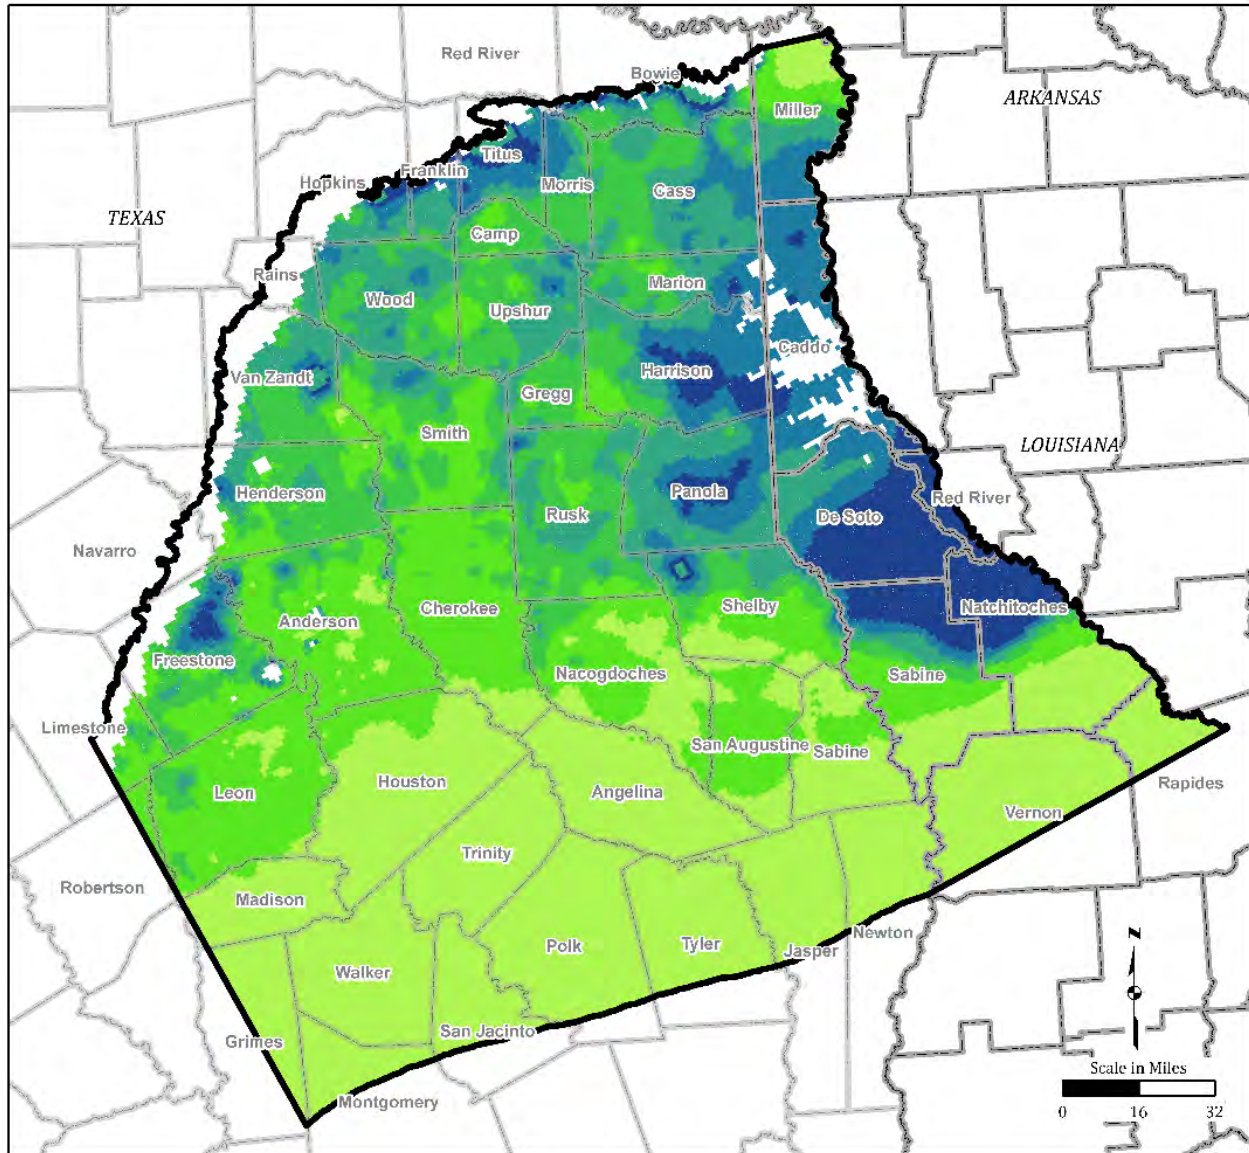 Red River
Bowie
ARKANSAS
Miller
Titus
Franklin
Hopkins
Morris
Cass
TEXAS
Camp
Rains
Marion
Wood
Upshur
Caddo
Van Zandt
Harrison
Gregg
Smith
LOUISIANA
Henderson
Panola
Red River
Rusk
De Soto
Navarro
Shelby
Natchitoches
Cherokee
Anderson
Freestone
Nacogdoches
Sabine
Limestone
San Augustine
Sabine
Houston
Angelina
Rapides
Leon
Vernon
Trinity
Robertson
Madison
Newton
Z
Polk
Tyler
Jasper
Walker
San Jacinto
Grimes
Scale in Miles
Montgomery
0 16 32